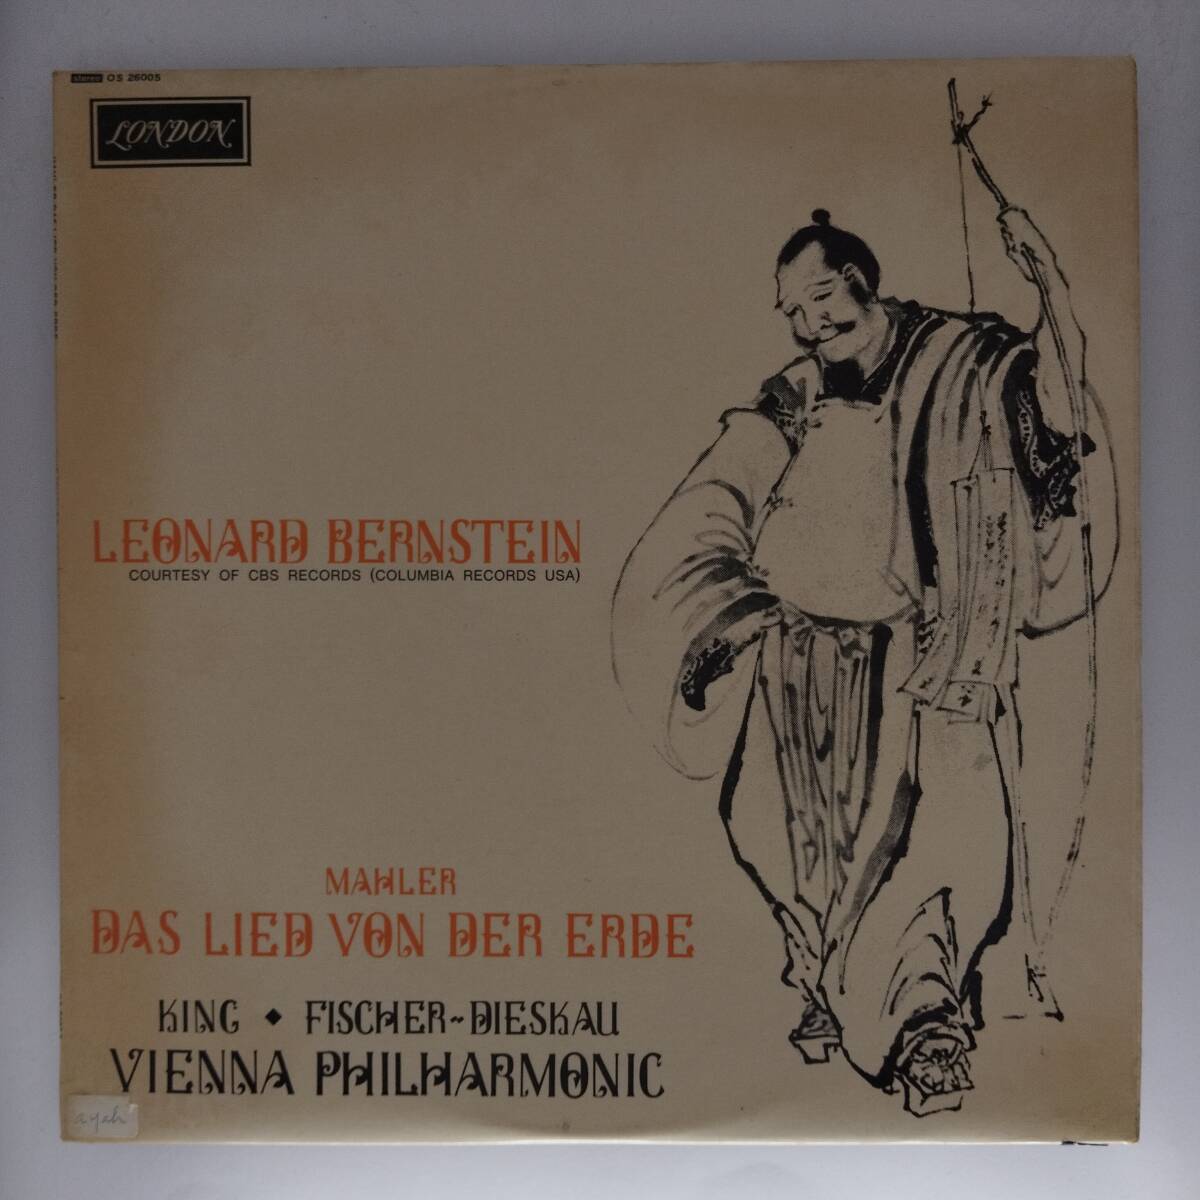 stereo OS 26005
LONDON
LEONARD BERNSTEIN
COURTESY OF CBS RECORDS (COLUMBIA RECORDS USA)
MAHLER
DAS LIED VON DER ERDE
KING ◆ FISCHER~DIESKAU
VIENNA PHILHARMONIC